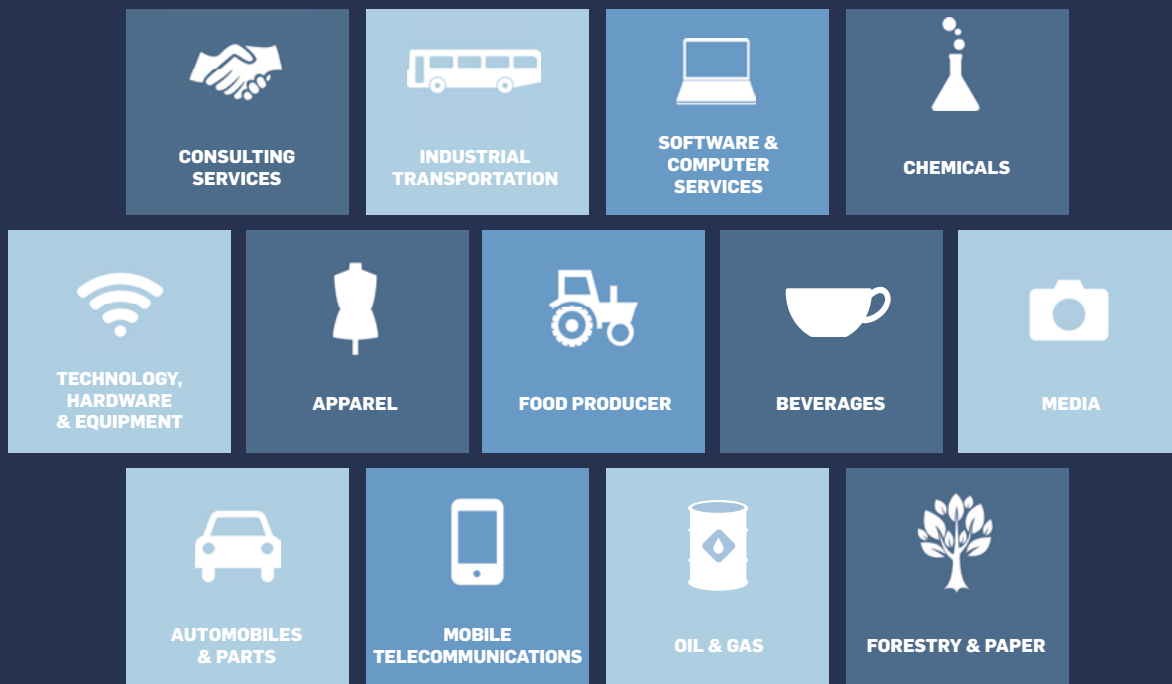 CONSULTING
SERVICES
INDUSTRIAL
TRANSPORTATION
SOFTWARE &
COMPUTER
SERVICES
CHEMICALS
TECHNOLOGY,
HARDWARE
& EQUIPMENT
APPAREL
FOOD PRODUCER
BEVERAGES
MEDIA
AUTOMOBILES
& PARTS
MOBILE
TELECOMMUNICATIONS
OIL & GAS
FORESTRY & PAPER